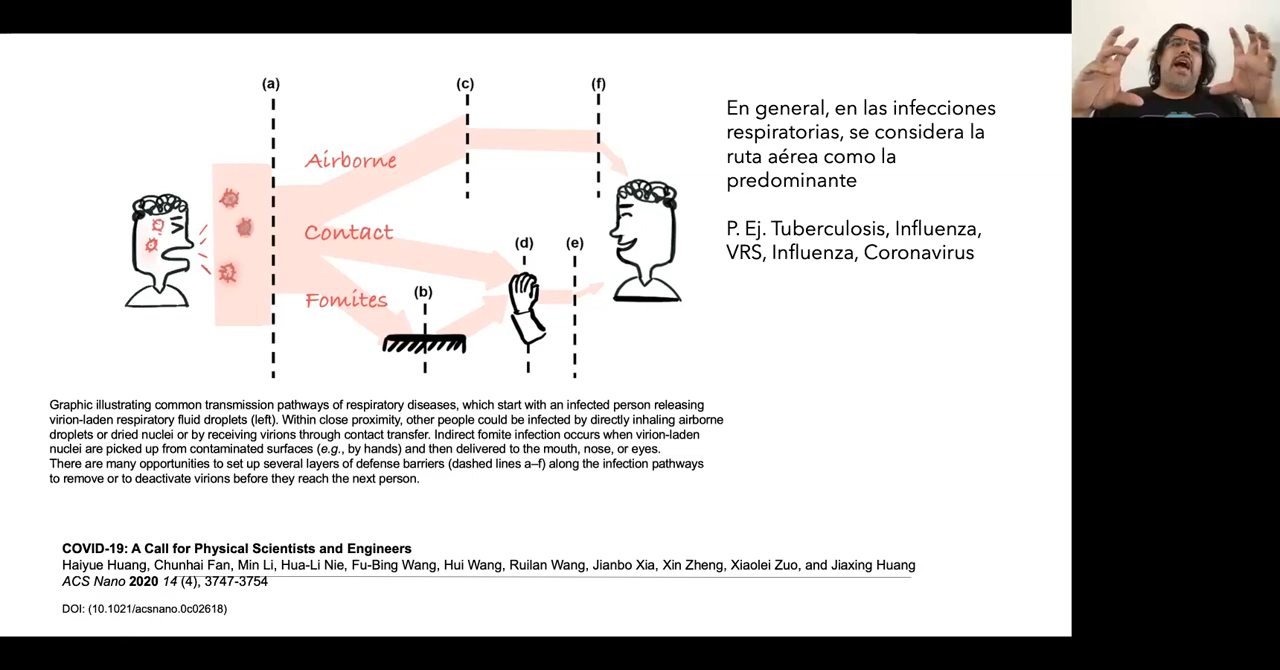 (a)
(c)
(f)
Airborne
Contact
(d)
(e)
Fomites
(b)
En general, en las infecciones
respiratorias, se considera la
ruta aérea como la
predominante
P. Ej. Tuberculosis, Influenza,
VRS, Influenza, Coronavirus
Graphic illustrating common transmission pathways of respiratory diseases, which start with an infected person releasing
virion-laden respiratory fluid droplets (left). Within close proximity, other people could be infected by directly inhaling airborne
droplets or dried nuclei or by receiving virions through contact transfer. Indirect fomite infection occurs when virion-laden
nuclei are picked up from contaminated surfaces (e.g., by hands) and then delivered to the mouth, nose, or eyes.
There are many opportunities to set up several layers of defense barriers (dashed lines a–f) along the infection pathways
to remove or to deactivate virions before they reach the next person.
COVID-19: A Call for Physical Scientists and Engineers
Haiyue Huang, Chunhai Fan, Min Li, Hua-Li Nie, Fu-Bing Wang, Hui Wang, Ruilan Wang, Jianbo Xia, Xin Zheng, Xiaolei Zuo, and Jiaxing Huang
ACS Nano 2020 14 (4), 3747-3754
DOI: (10.1021/acsnano.0c02618)